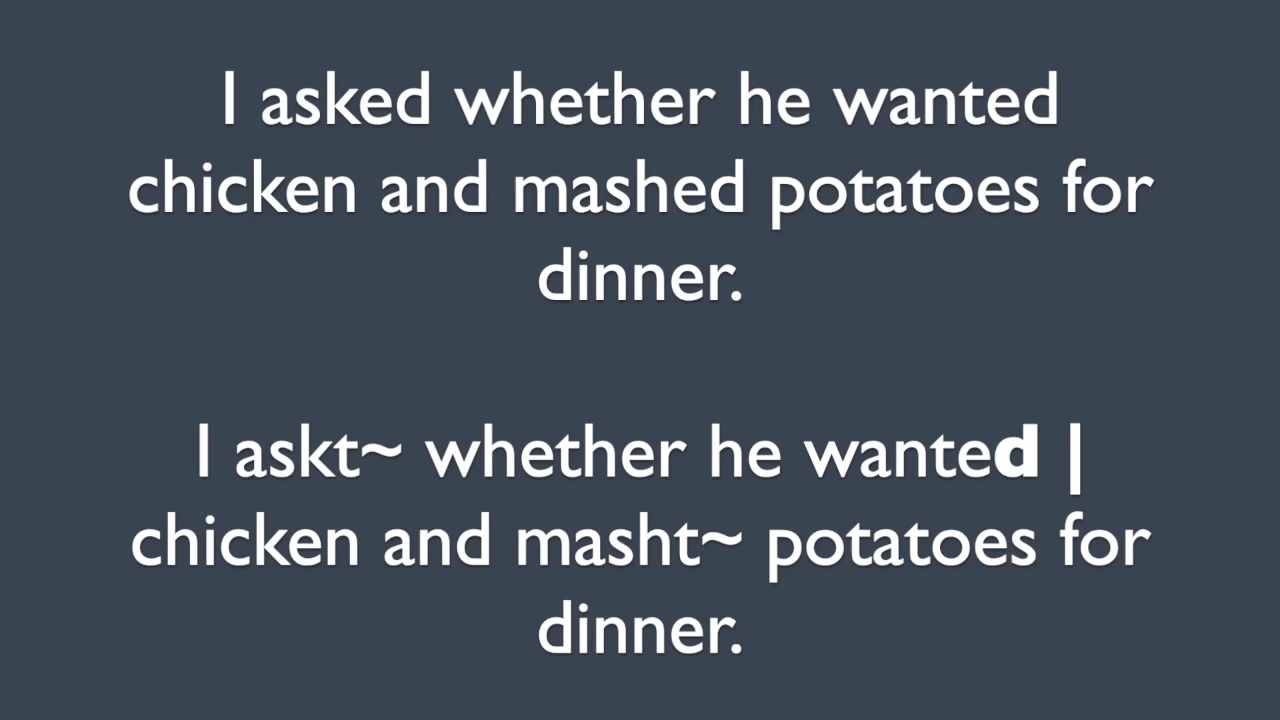 I asked whether he wanted
chicken and mashed potatoes for
dinner.
I askt~ whether he wanted |
chicken and masht~ potatoes for
dinner.